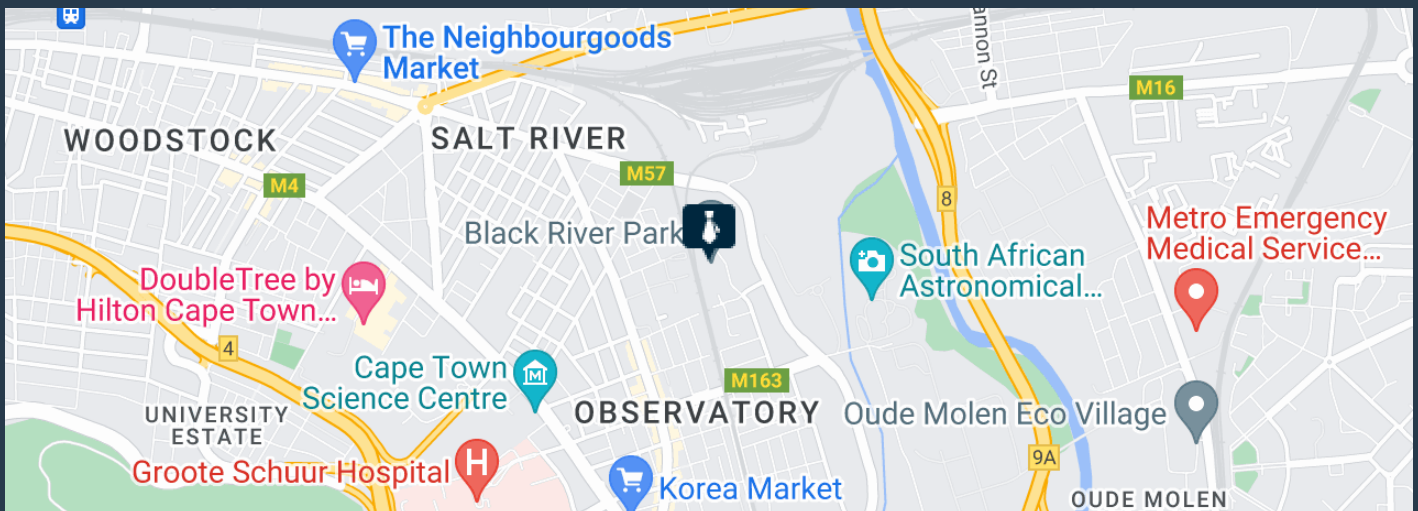 The Neighbourgoods
Market
annon St
M16
WOODSTOCK
SALT RIVER
M4
M57
Black River Park
8
Metro Emergency
Medical Service...
South African
Astronomical...
DoubleTree by
Hilton Cape Town...
4
Cape Town
Science Centre
M
M163
UNIVERSITY
ESTATE
OBSERVATORY
Oude Molen Eco Village
Groote Schuur Hospital
H
9A
Korea Market
OUDE MOLEN